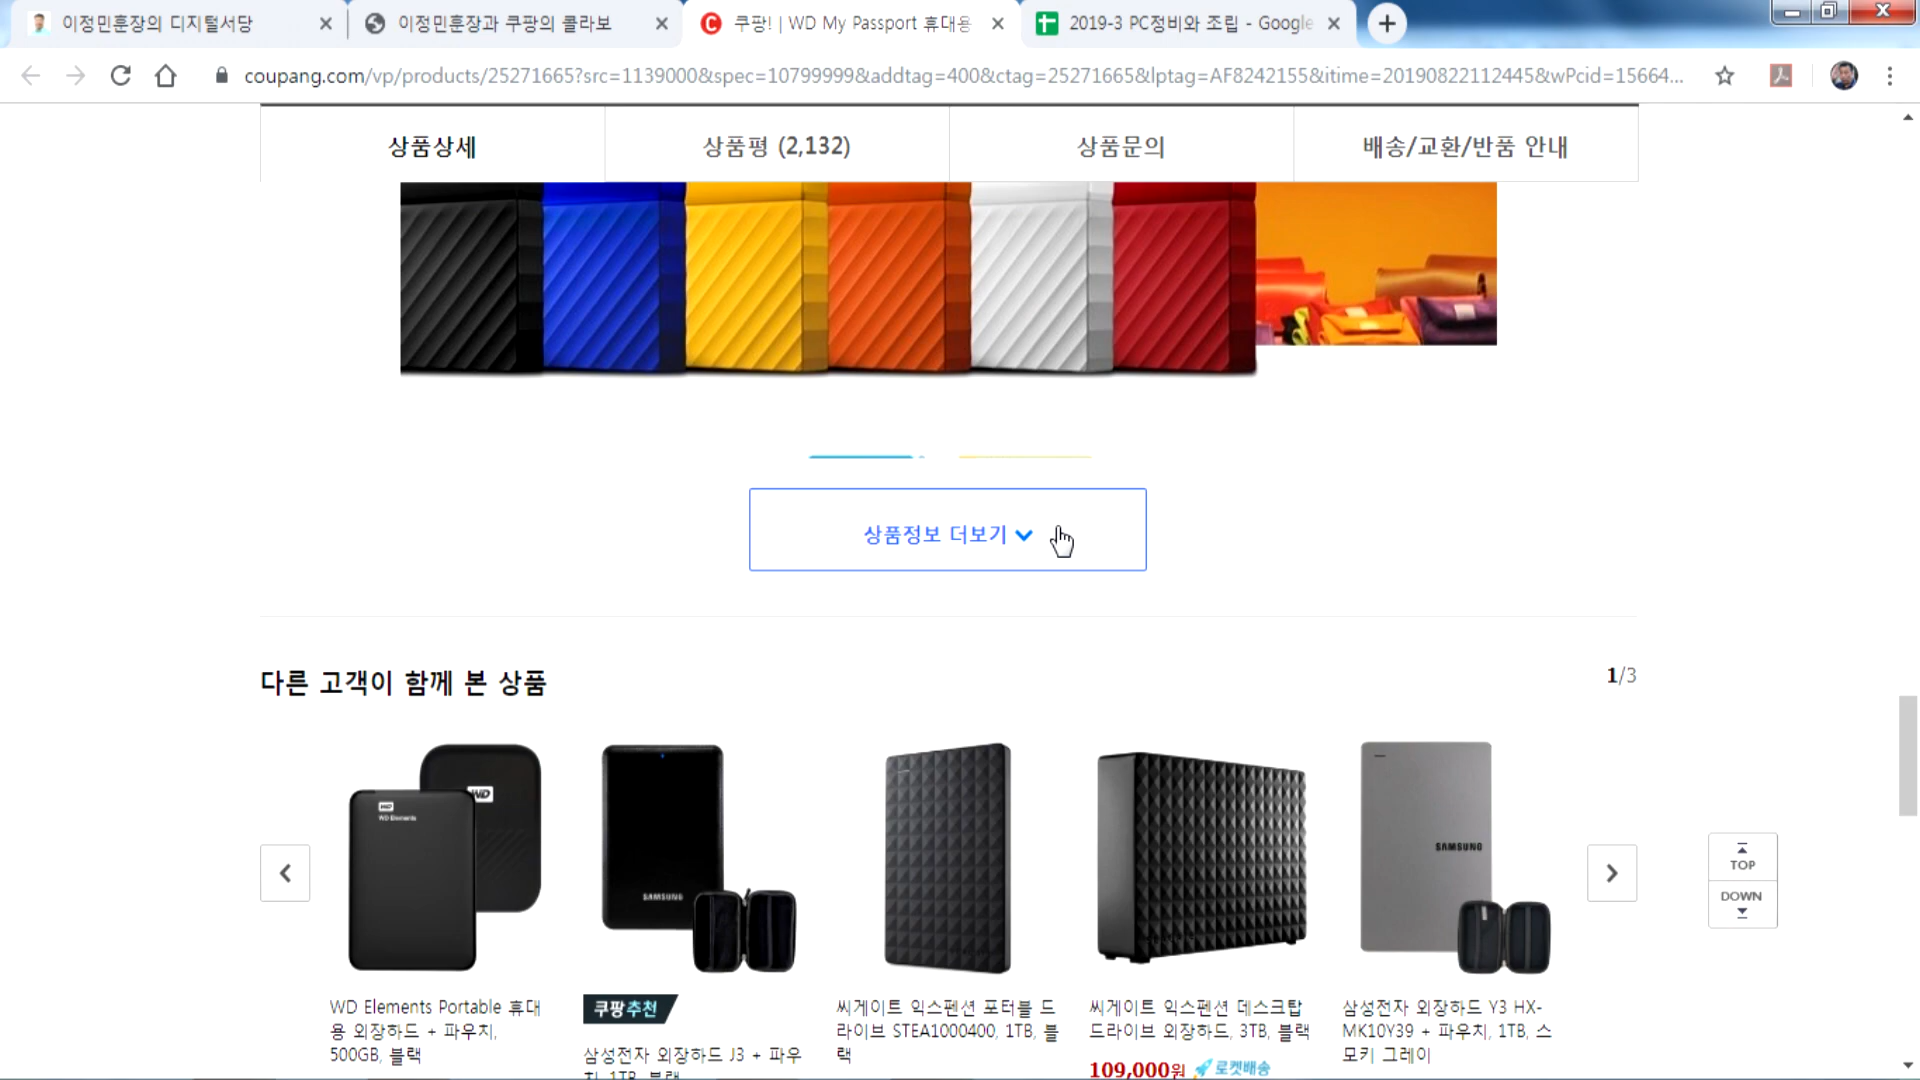 이정민훈장의 디지털서당
이정민훈장과 쿠팡의 콜라보
쿠팡! | WD My Passport 휴대용
2019-3 PC정비와 조립 - Google
coupang.com/vp/products/25271665?src=1139000&spec=10799999&addtag=400&ctag=25271665&lptag=AF8242155&itime=20190822112445&wPcid=15664...
상품상세
상품평 (2,132)
상품문의
배송/교환/반품 안내
상품정보 더보기
다른 고객이 함께 본 상품
1/3
WD
WD Elements
WD
SAMSUNG
SAMSUNG
TOP
DOWN
WD Elements Portable 휴대
용 외장하드 + 파우치,
500GB, 블랙
쿠팡추천
삼성전자 외장하드 J3 + 파우
치, 1TB, 블랙
씨게이트 익스펜션 포터블 드
라이브 STEA1000400, 1TB, 블
랙
씨게이트 익스펜션 데스크탑
드라이브 외장하드, 3TB, 블랙
109,000원 로켓배송
삼성전자 외장하드 Y3 HX-
MK10Y39 + 파우치, 1TB, 스
모키 그레이